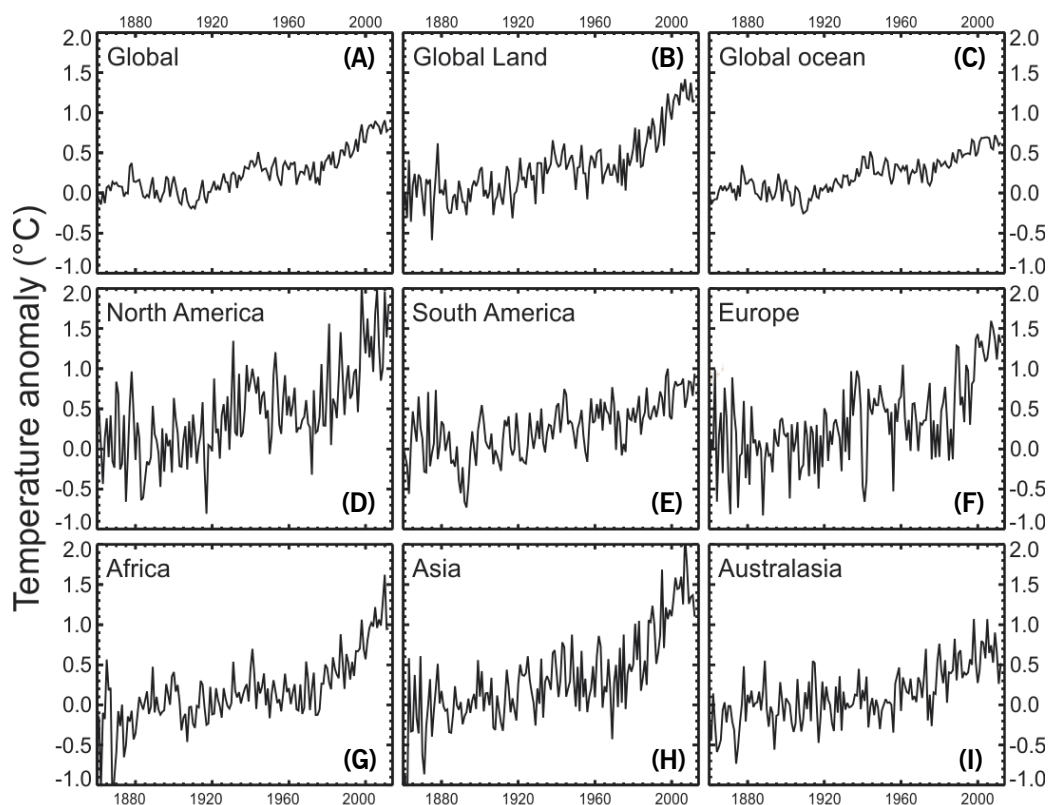 1880 1920 1960 2000 1880 1920 1960 2000 1880 1920 1960 2000
Temperature anomaly (°C)
2.0 Global (A) Global Land (B) Global ocean (C) 2.0
1.5 1.5
1.0 1.0
0.5 0.5
0.0 0.0
-0.5 -0.5
-1.0 -1.0
2.0 North America South America Europe 2.0
1.5 1.5
1.0 1.0
0.5 0.5
0.0 0.0
-0.5 (D) (E) (F) -0.5
-1.0 -1.0
2.0 Africa Asia Australasia 2.0
1.5 1.5
1.0 1.0
0.5 0.5
0.0 0.0
-0.5 (G) (H) (I) -0.5
-1.0 -1.0
1880 1920 1960 2000 1880 1920 1960 2000 1880 1920 1960 2000